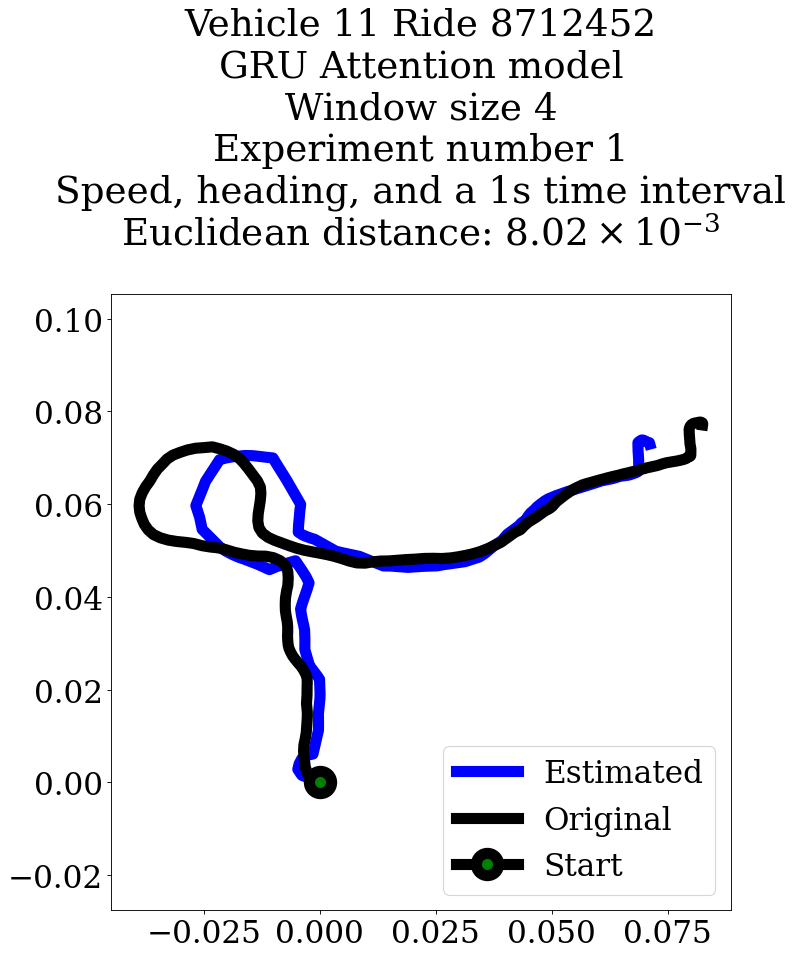 Vehicle 11 Ride 8712452
GRU Attention model
Window size 4
Experiment number 1
Speed, heading, and a 1s time interval
Euclidean distance: 8.02 × 10⁻³
0.10
0.08
0.06
0.04
0.02
0.00
−0.02
Estimated
Original
Start
−0.025 0.000 0.025 0.050 0.075